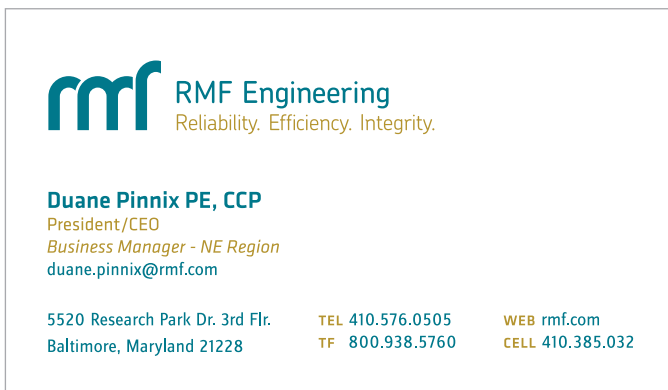 rmf
RMF Engineering
Reliability. Efficiency. Integrity.
Duane Pinnix PE, CCP
President/CEO
Business Manager - NE Region
duane.pinnix@rmf.com
5520 Research Park Dr. 3rd Flr.
Baltimore, Maryland 21228
TEL 410.576.0505
TF 800.938.5760
WEB rmf.com
CELL 410.385.032